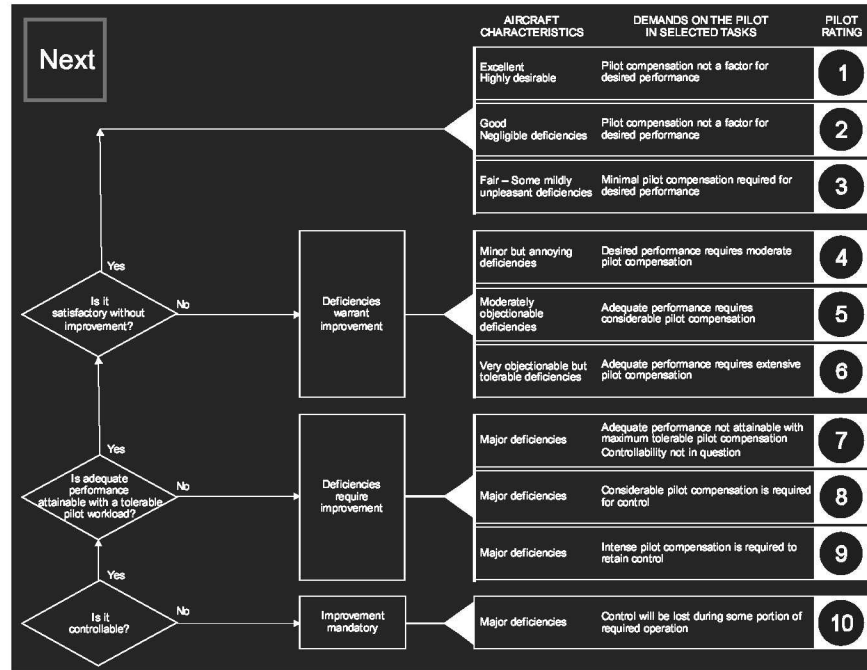 Next
AIRCRAFT
CHARACTERISTICS
DEMANDS ON THE PILOT
IN SELECTED TASKS
PILOT
RATING
Excellent
Highly desirable
Pilot compensation not a factor for
desired performance
1
Good
Negligible deficiencies
Pilot compensation not a factor for
desired performance
2
Fair – Some mildly
unpleasant deficiencies
Minimal pilot compensation required for
desired performance
3
Yes
Is it
satisfactory without
improvement?
No
Deficiencies
warrant
improvement
Minor but annoying
deficiencies
Desired performance requires moderate
pilot compensation
4
Moderately
objectionable
deficiencies
Adequate performance requires
considerable pilot compensation
5
Very objectionable but
tolerable deficiencies
Adequate performance requires extensive
pilot compensation
6
Yes
Is adequate
performance
attainable with a tolerable
pilot workload?
No
Deficiencies
require
improvement
Major deficiencies
Adequate performance not attainable with
maximum tolerable pilot compensation
Controllability not in question
7
Major deficiencies
Considerable pilot compensation is required
for control
8
Major deficiencies
Intense pilot compensation is required to
retain control
9
Yes
Is it
controllable?
No
Improvement
mandatory
Major deficiencies
Control will be lost during some portion of
required operation
10